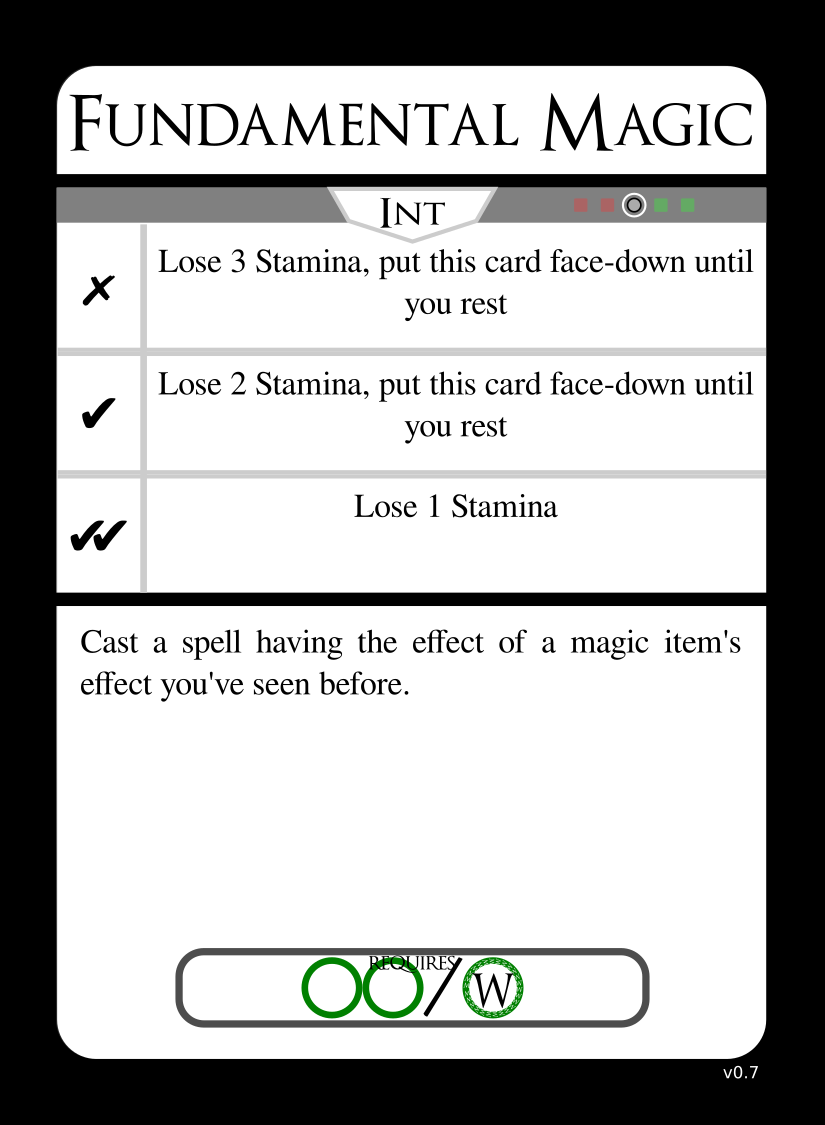 Fundamental Magic
Int
✗ Lose 3 Stamina, put this card face-down until
you rest
✔ Lose 2 Stamina, put this card face-down until
you rest
✔✔ Lose 1 Stamina
Cast a spell having the effect of a magic item's
effect you've seen before.
REQUIRES
/ W
v0.7